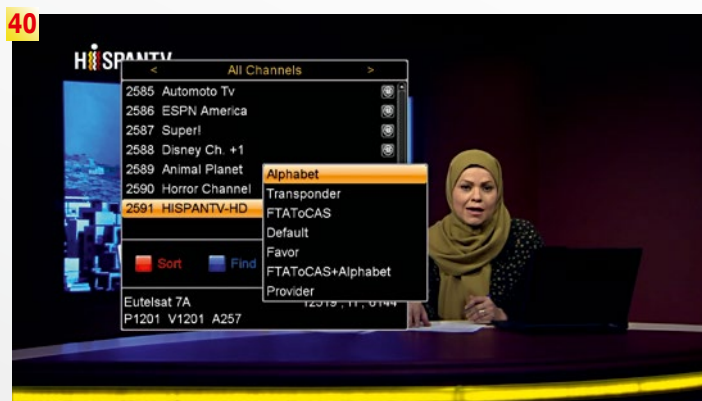 40
HISPANTV
< All Channels >
2585 Automoto Tv
2586 ESPN America
2587 Super!
2588 Disney Ch. +1
2589 Animal Planet
2590 Horror Channel
2591 HISPANTV-HD
Alphabet
Transponder
FTAToCAS
Default
Favor
FTAToCAS+Alphabet
Provider
Sort Find
Eutelsat 7A
P1201 V1201 A257